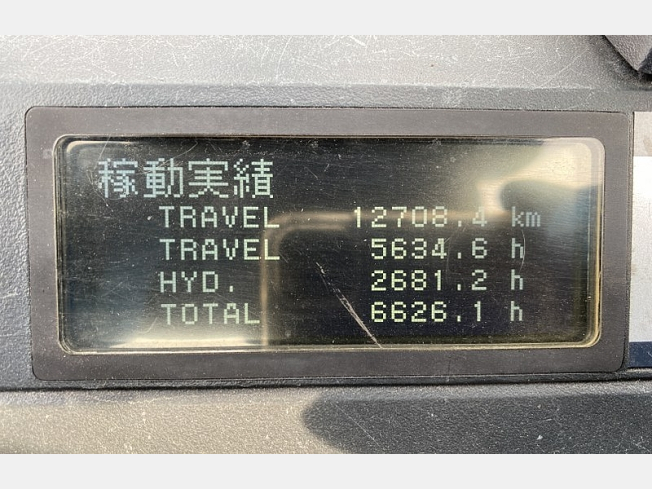 稼動実績
TRAVEL 12708.4 km
TRAVEL 5634.6 h
HYD. 2681.2 h
TOTAL 6626.1 h